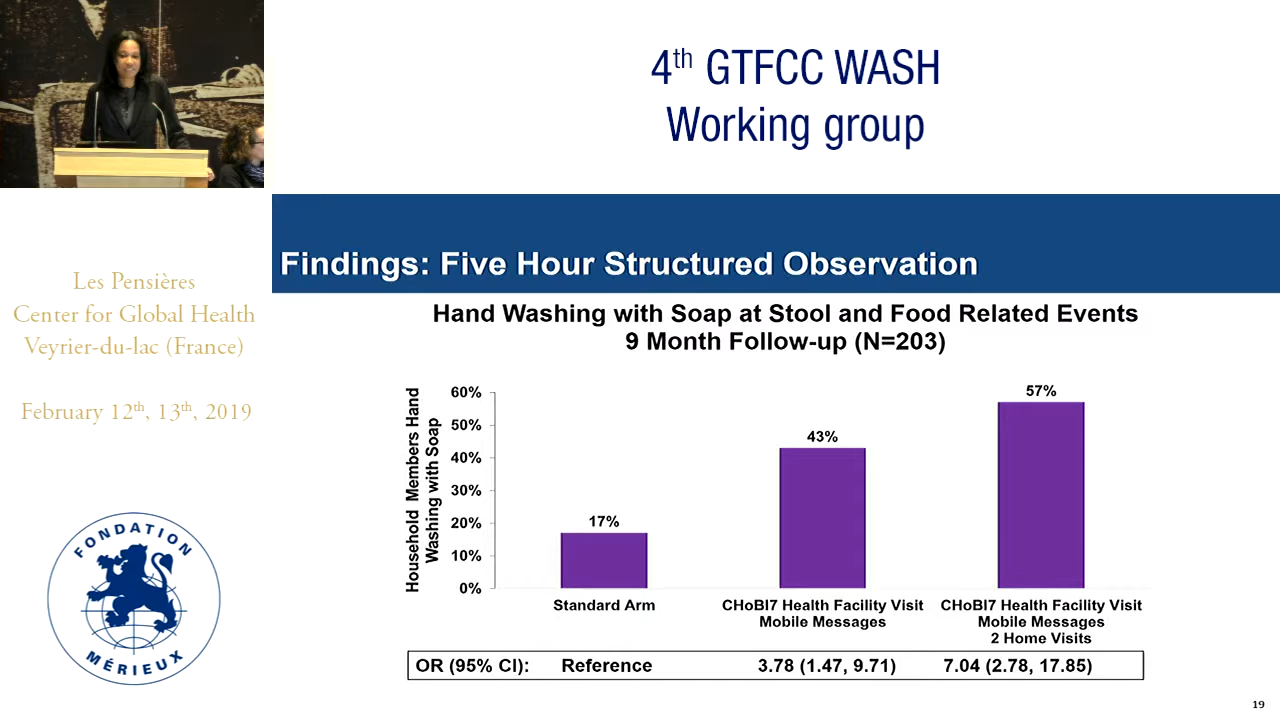 4th GTFCC WASH
Working group
Les Pensières
Center for Global Health
Veyrier-du-lac (France)
February 12th, 13th, 2019
FONDATION
MÉRIEUX
Findings: Five Hour Structured Observation
Hand Washing with Soap at Stool and Food Related Events
9 Month Follow-up (N=203)
Household Members Hand
Washing with Soap
60%
50%
40%
30%
20%
10%
0%
17%
43%
57%
Standard Arm
CHoBI7 Health Facility Visit
Mobile Messages
CHoBI7 Health Facility Visit
Mobile Messages
2 Home Visits
OR (95% CI): Reference 3.78 (1.47, 9.71) 7.04 (2.78, 17.85)
19